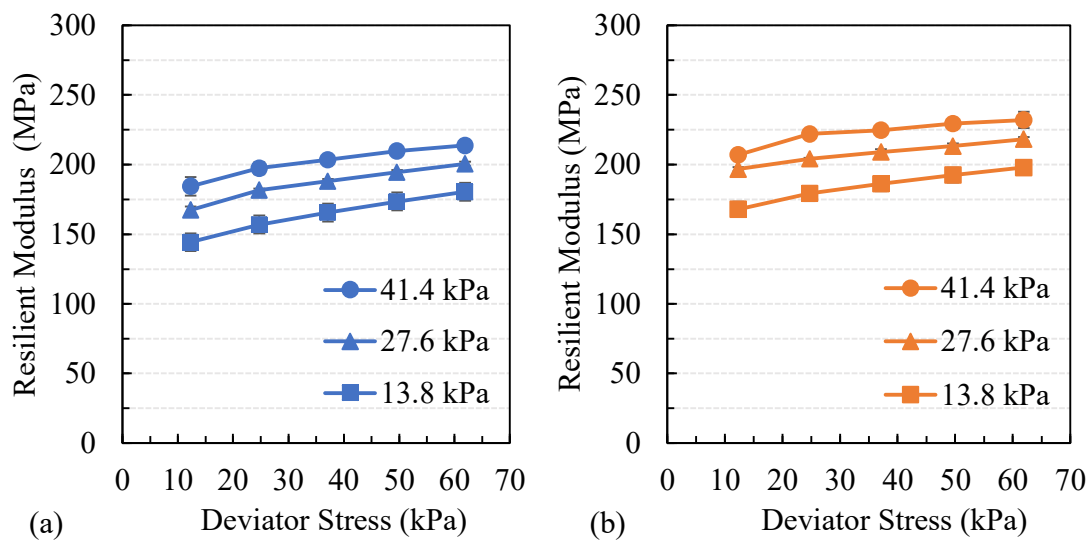 Resilient Modulus (MPa)
300
250
200
150
100
50
0
41.4 kPa
27.6 kPa
13.8 kPa
0 10 20 30 40 50 60 70
(a) Deviator Stress (kPa)
Resilient Modulus (MPa)
300
250
200
150
100
50
0
41.4 kPa
27.6 kPa
13.8 kPa
0 10 20 30 40 50 60 70
(b) Deviator Stress (kPa)